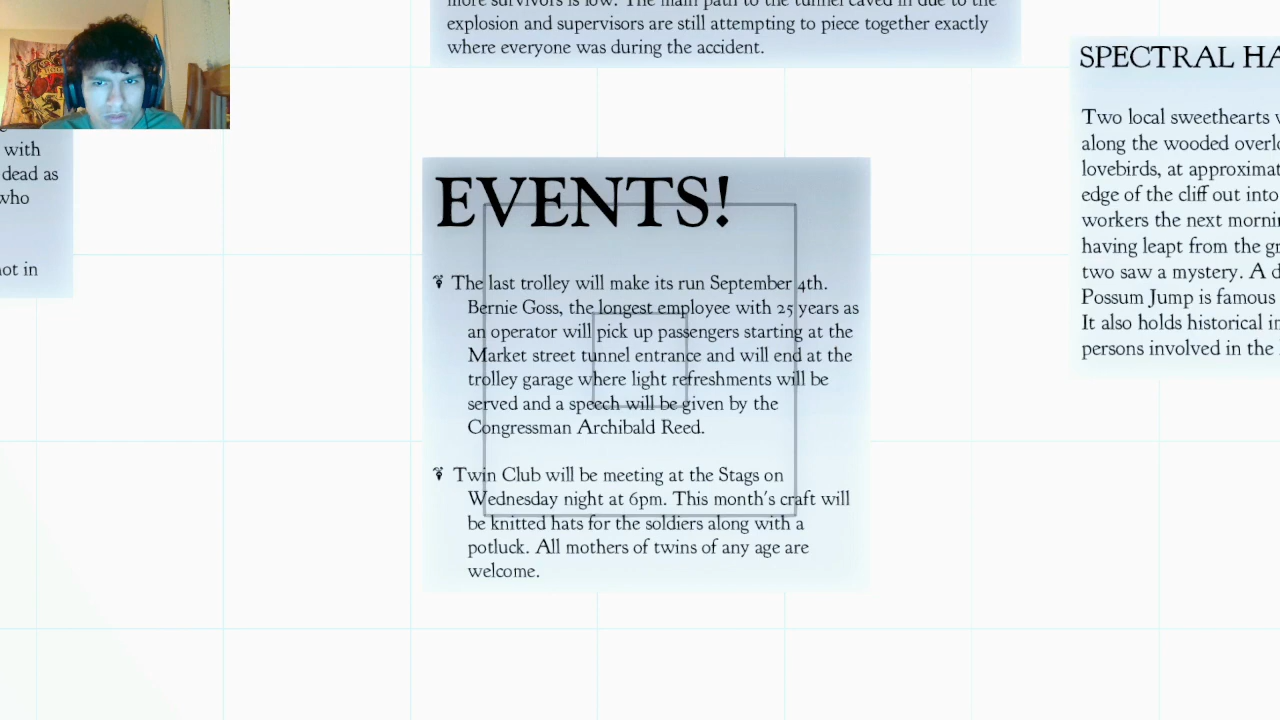 more survivors is low. The main path to the tunnel caved in due to the
explosion and supervisors are still attempting to piece together exactly
where everyone was during the accident.
with
dead as
who
not in
EVENTS!
The last trolley will make its run September 4th.
Bernie Goss, the longest employee with 25 years as
an operator will pick up passengers starting at the
Market street tunnel entrance and will end at the
trolley garage where light refreshments will be
served and a speech will be given by the
Congressman Archibald Reed.
Twin Club will be meeting at the Stags on
Wednesday night at 6pm. This month's craft will
be knitted hats for the soldiers along with a
potluck. All mothers of twins of any age are
welcome.
SPECTRAL HA
Two local sweethearts
along the wooded overlo
lovebirds, at approximat
edge of the cliff out into
workers the next mornin
having leapt from the gr
two saw a mystery. A d
Possum Jump is famous
It also holds historical in
persons involved in the